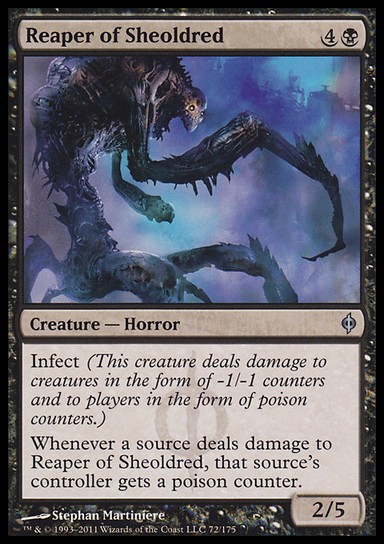 Reaper of Sheoldred 4
Creature — Horror
Infect (This creature deals damage to
creatures in the form of -1/-1 counters
and to players in the form of poison
counters.)
Whenever a source deals damage to
Reaper of Sheoldred, that source's
controller gets a poison counter.
Stephan Martiniere
2/5
™ & © 1993–2011 Wizards of the Coast LLC 72/175